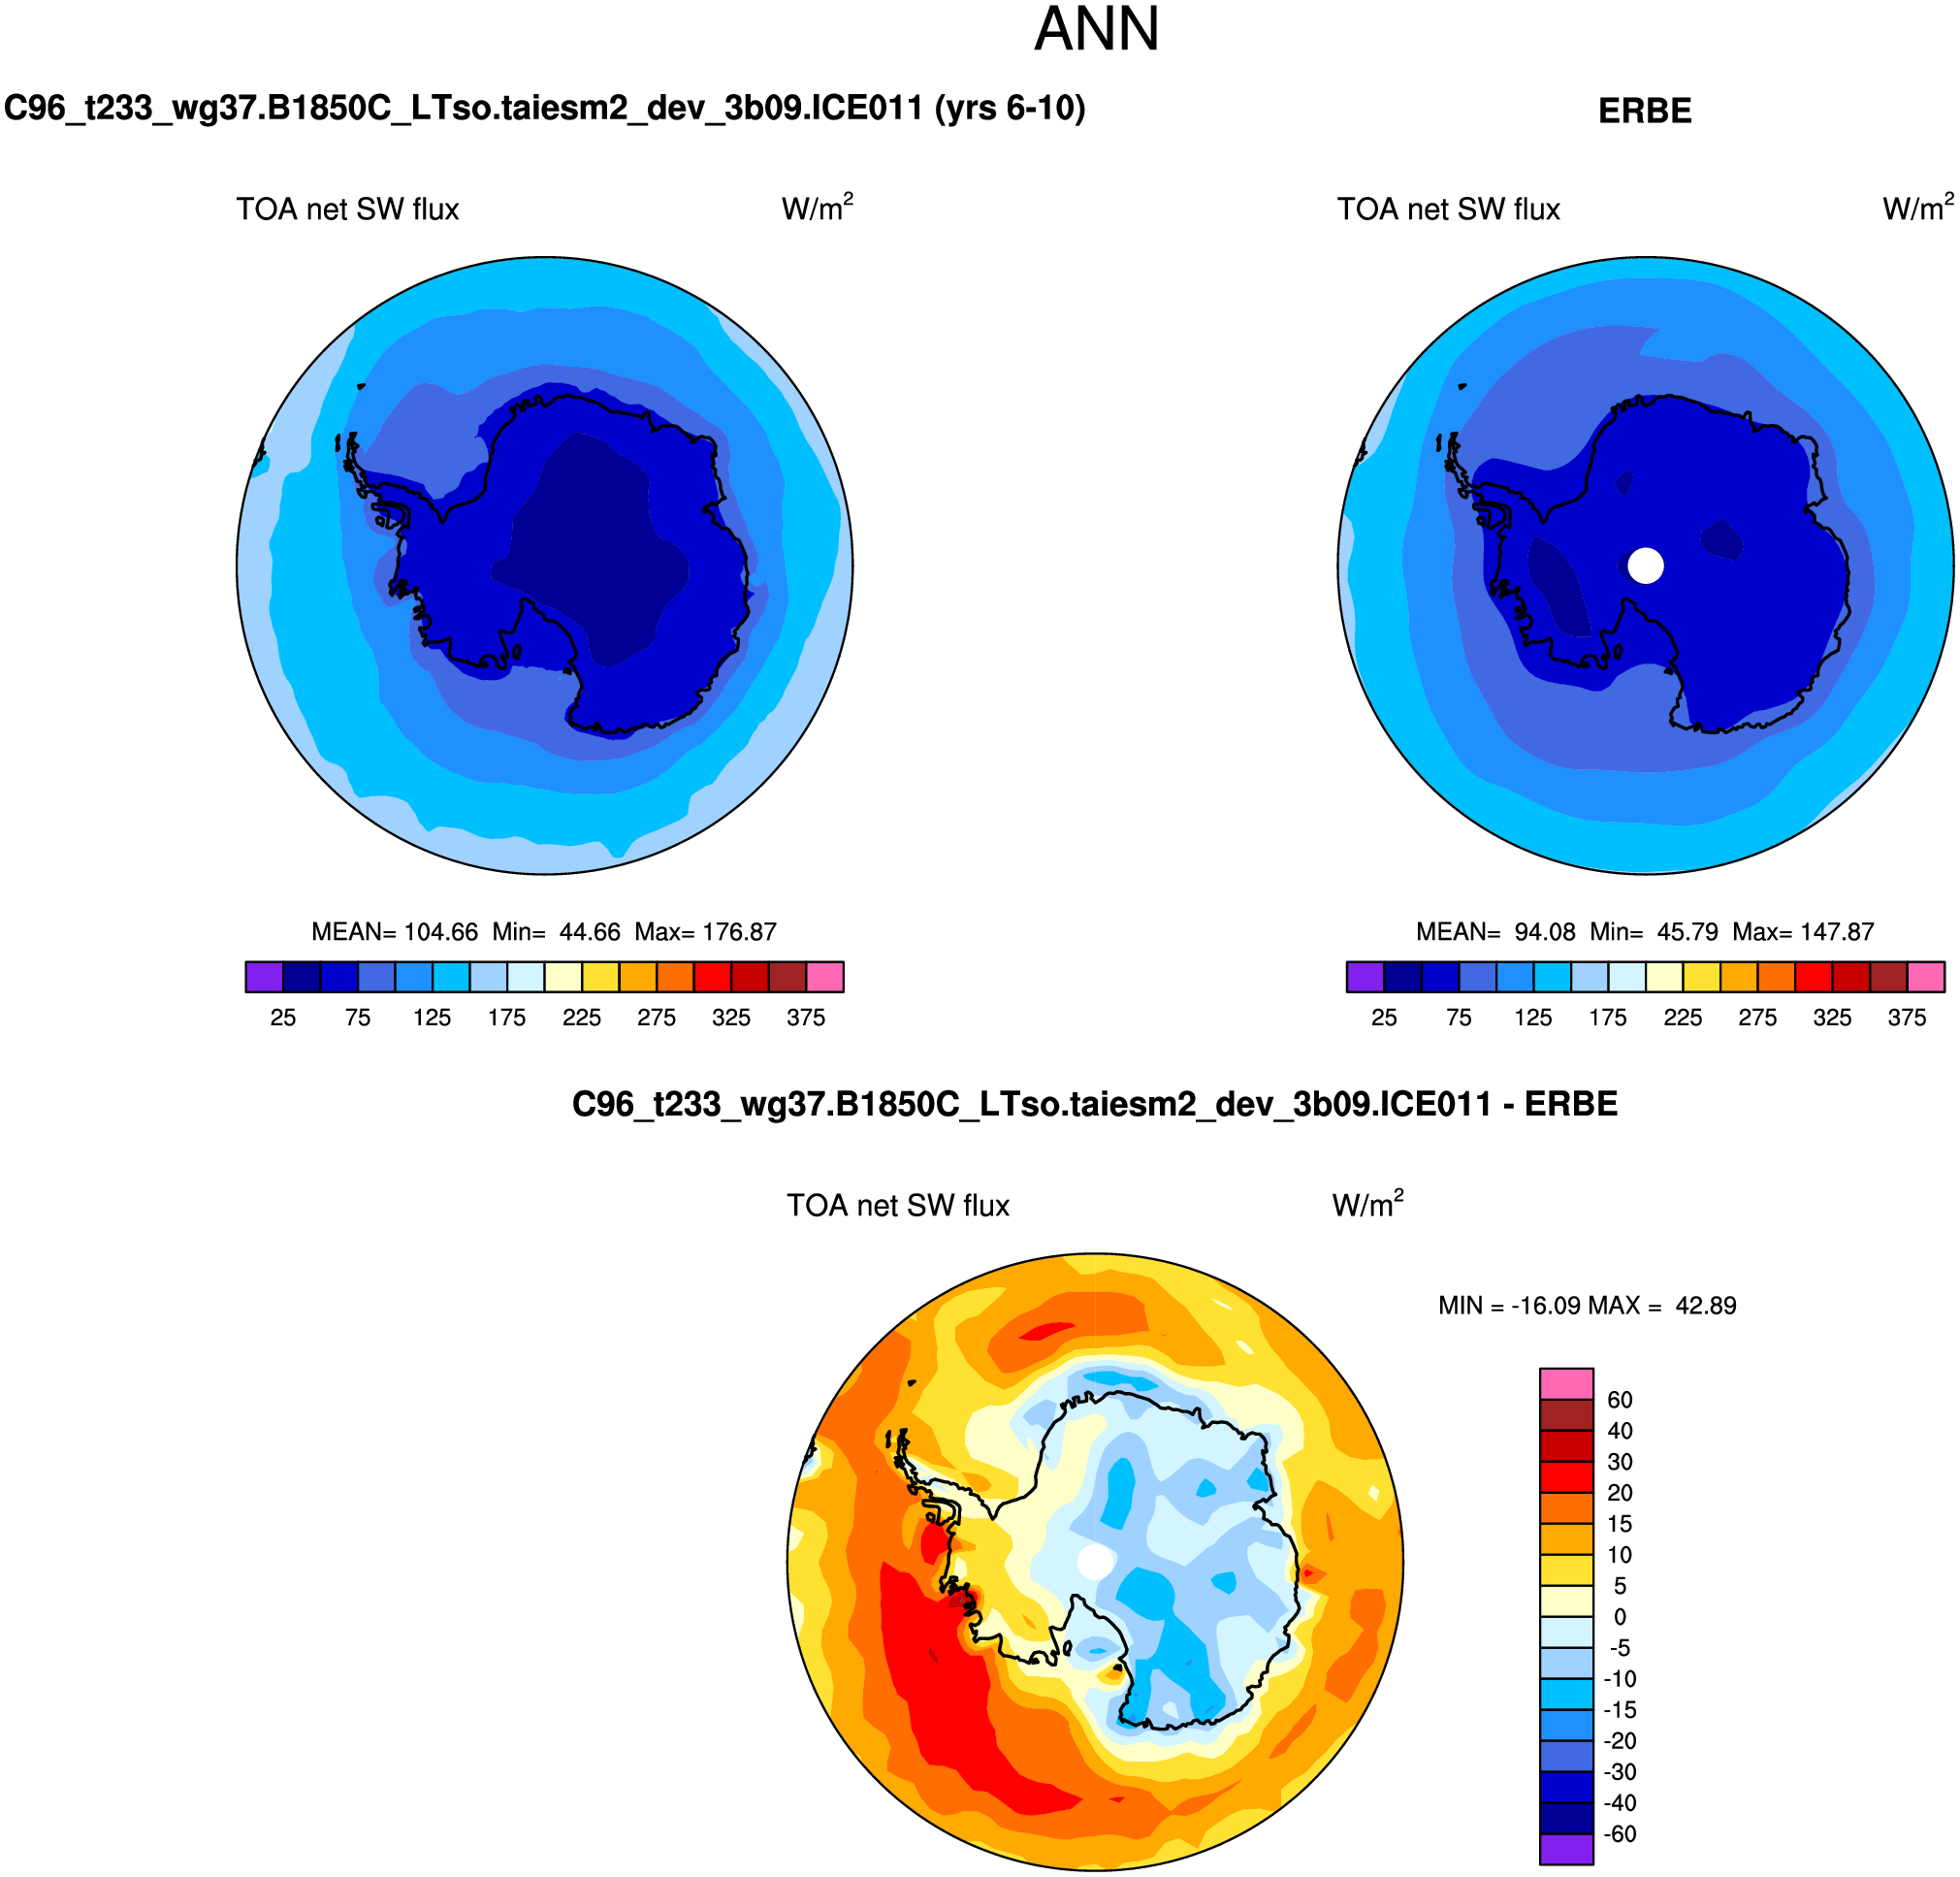 ANN
C96_t233_wg37.B1850C_LTso.taiesm2_dev_3b09.ICE011 (yrs 6-10)
ERBE
TOA net SW flux W/m2
TOA net SW flux W/m2
MEAN= 104.66 Min= 44.66 Max= 176.87
MEAN= 94.08 Min= 45.79 Max= 147.87
25 75 125 175 225 275 325 375
25 75 125 175 225 275 325 375
C96_t233_wg37.B1850C_LTso.taiesm2_dev_3b09.ICE011 - ERBE
TOA net SW flux W/m2
MIN = -16.09 MAX = 42.89
60
40
30
20
15
10
5
0
-5
-10
-15
-20
-30
-40
-60